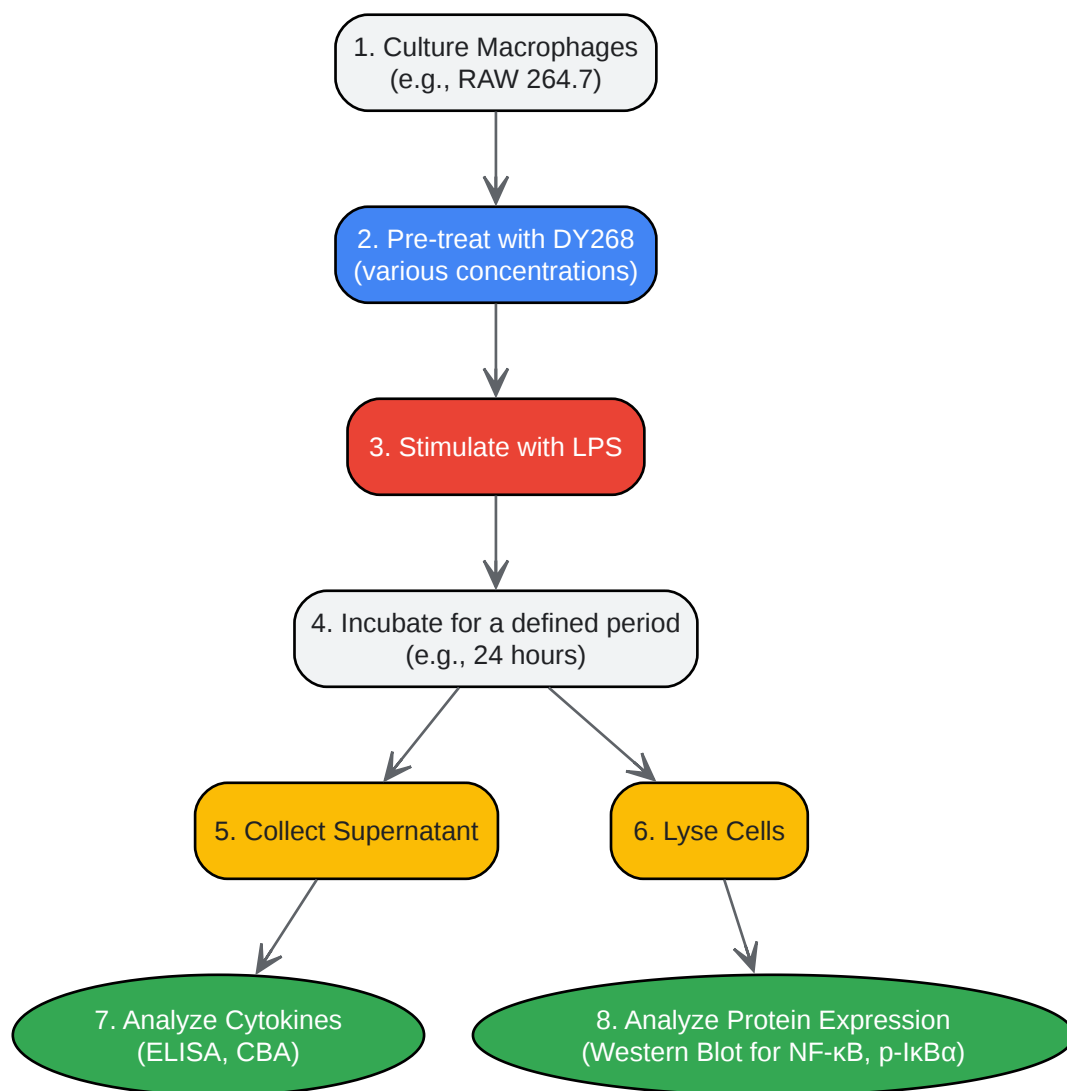 1. Culture Macrophages
(e.g., RAW 264.7)
2. Pre-treat with DY268
(various concentrations)
3. Stimulate with LPS
4. Incubate for a defined period
(e.g., 24 hours)
5. Collect Supernatant
6. Lyse Cells
7. Analyze Cytokines
(ELISA, CBA)
8. Analyze Protein Expression
(Western Blot for NF-κB, p-IκBα)